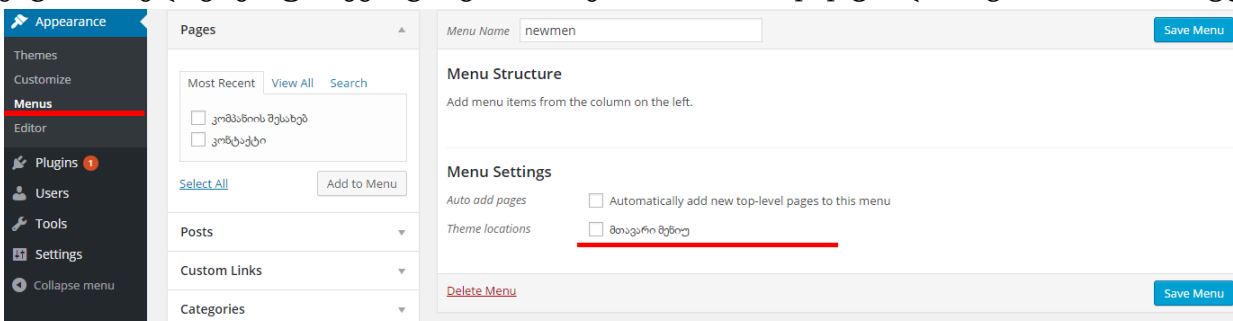 Appearance
Themes
Customize
Menus
Editor
Plugins 1
Users
Tools
Settings
Collapse menu
Pages
Most Recent View All Search
კომპანიის შესახებ
კონტაქტი
Select All Add to Menu
Posts
Custom Links
Categories
Menu Name newmen Save Menu
Menu Structure
Add menu items from the column on the left.
Menu Settings
Auto add pages Automatically add new top-level pages to this menu
Theme locations მთავარი მენიუ
Delete Menu Save Menu